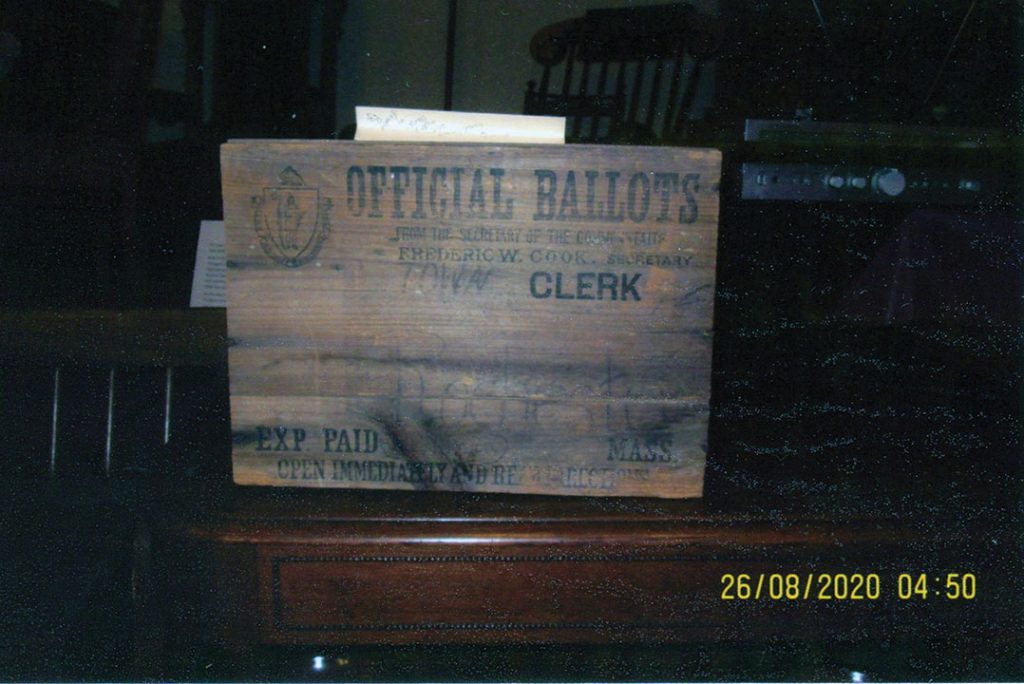 OFFICIAL BALLOTS
FROM THE SECRETARY OF THE COMMONWEALTH
FREDERIC W. COOK, SECRETARY
TOWN CLERK
EXP. PAID MASS.
OPEN IMMEDIATELY AND
26/08/2020 04:50